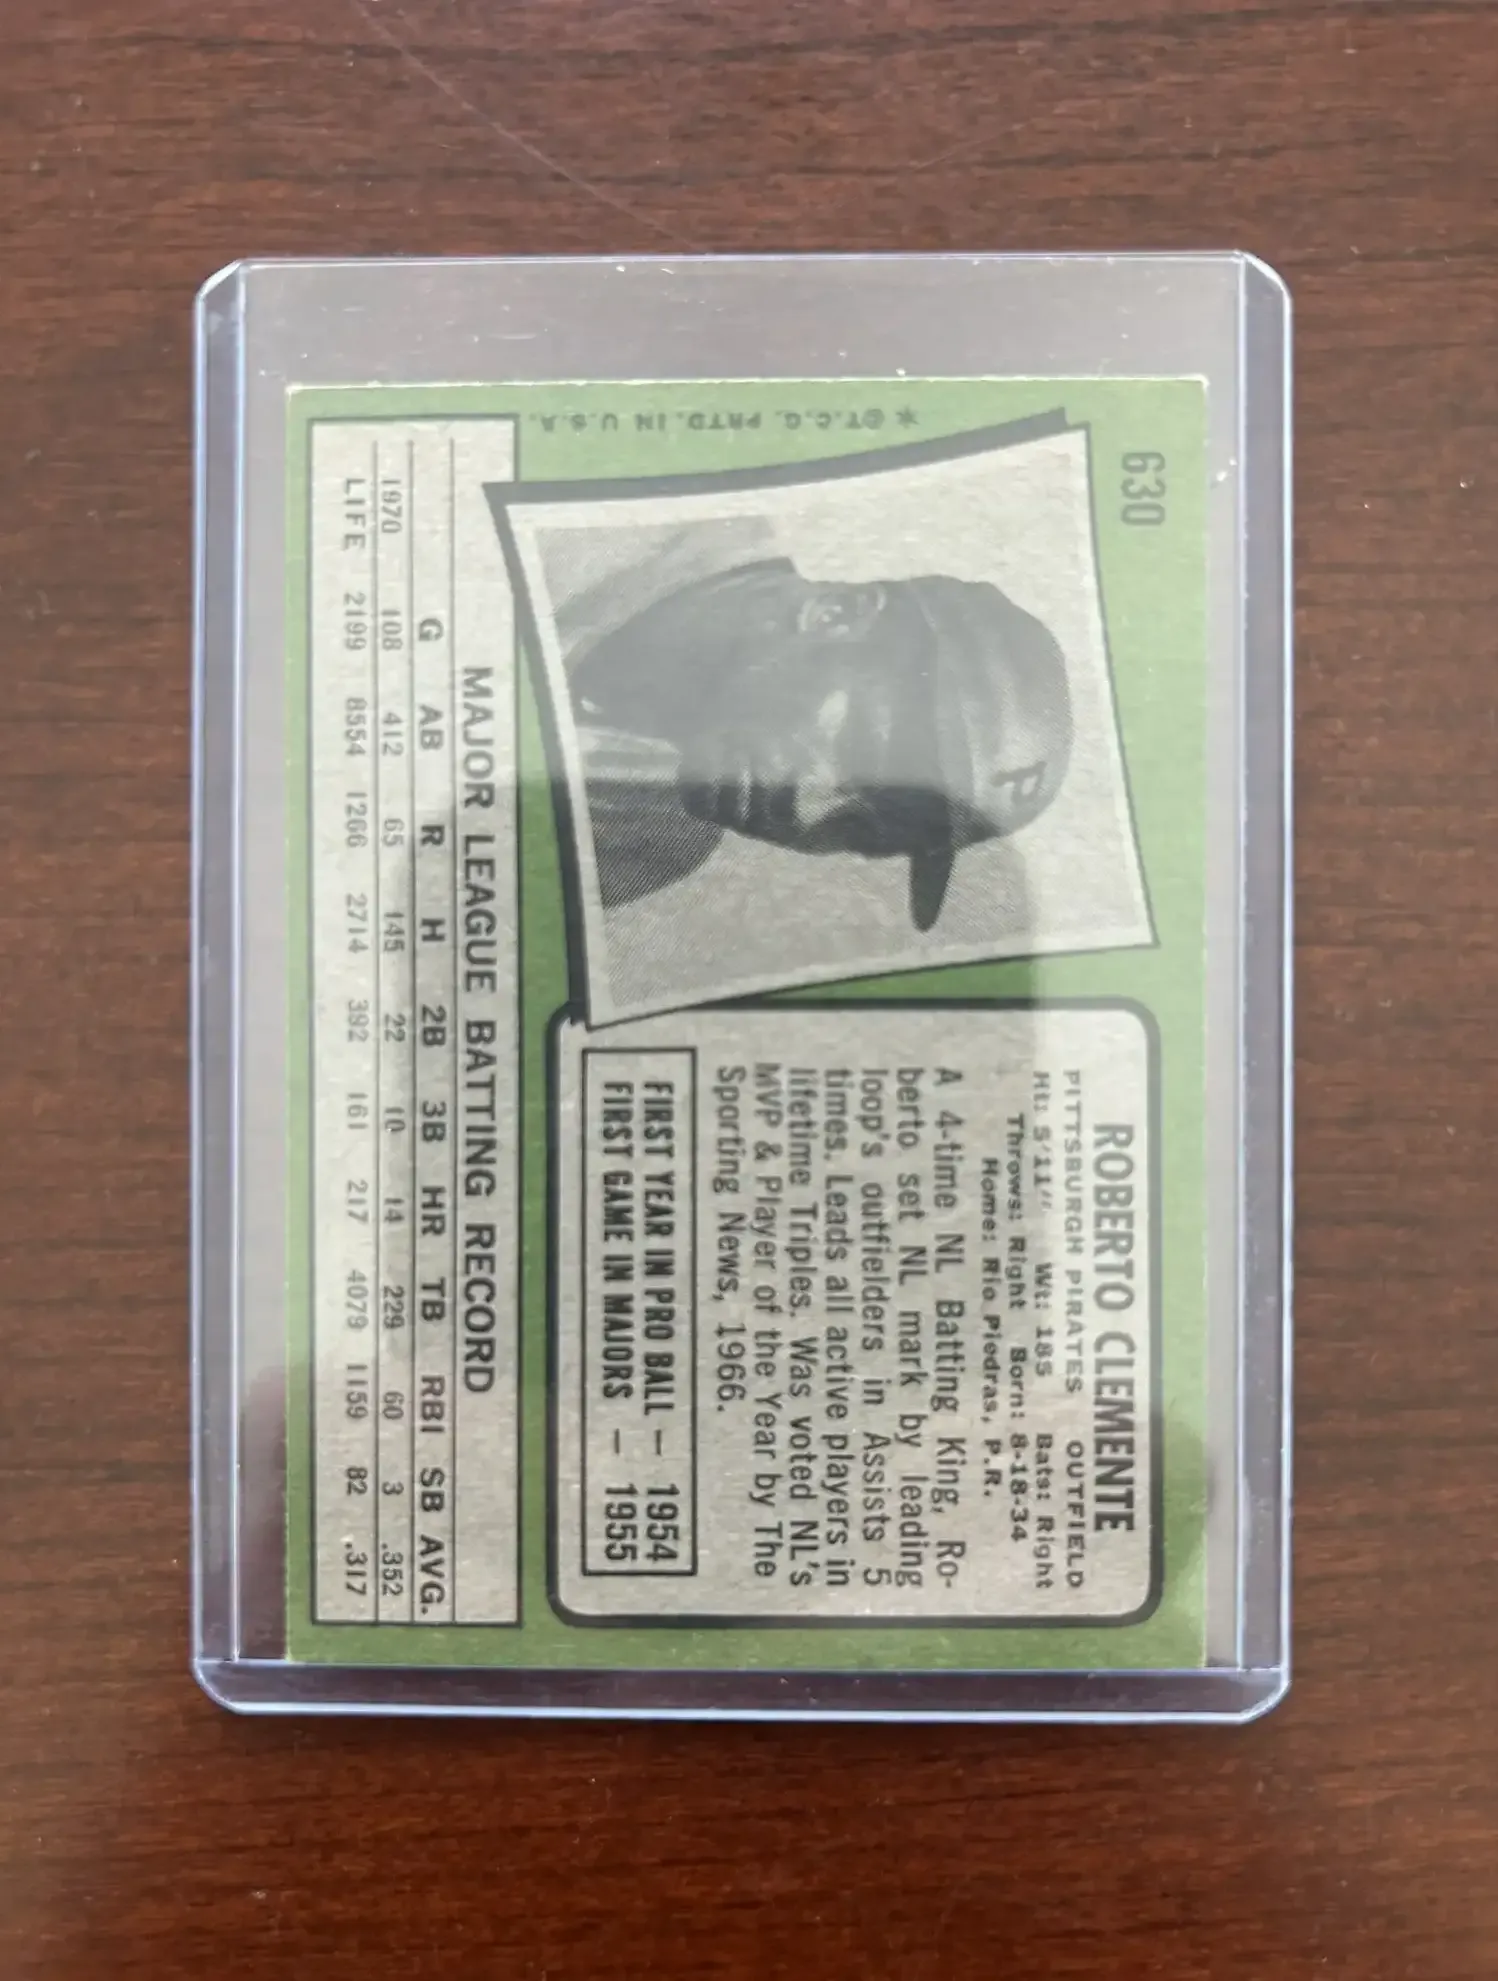 630
ROBERTO CLEMENTE
PITTSBURGH PIRATES OUTFIELD
Ht: 5'11" Wt: 185 Bats: Right
Throws: Right Born: 8-18-34
Home: Rio Piedras, P.R.
A 4-time NL Batting King, Ro-
berto set NL mark by leading
loop's outfielders in Assists 5
times. Leads all active players in
lifetime Triples. Was voted NL's
MVP & Player of the Year by The
Sporting News, 1966.
FIRST YEAR IN PRO BALL — 1954
FIRST GAME IN MAJORS — 1955
P
*©T.C.G. PRTD. IN U.S.A.
MAJOR LEAGUE BATTING RECORD
G AB R H 2B 3B HR TB RBI SB AVG.
1970 108 412 65 145 22 10 14 229 60 3 .352
LIFE 2199 8554 1266 2714 392 161 217 4079 1159 82 .317